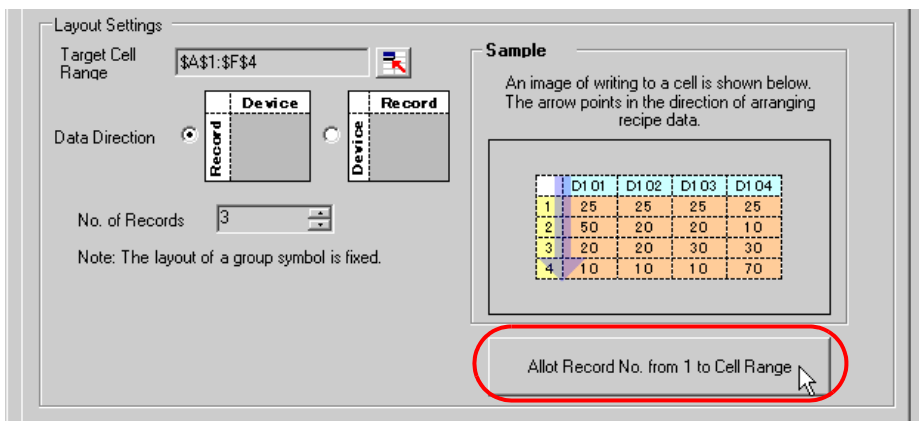 Layout Settings
Target Cell
Range
$A$1:$F$4
Device
Record
Record
Device
Data Direction
No. of Records
3
Note: The layout of a group symbol is fixed.
Sample
An image of writing to a cell is shown below.
The arrow points in the direction of arranging
recipe data.
D101 D102 D103 D104
1 25 25 25 25
2 50 20 20 10
3 20 20 30 30
4 10 10 10 70
Allot Record No. from 1 to Cell Range